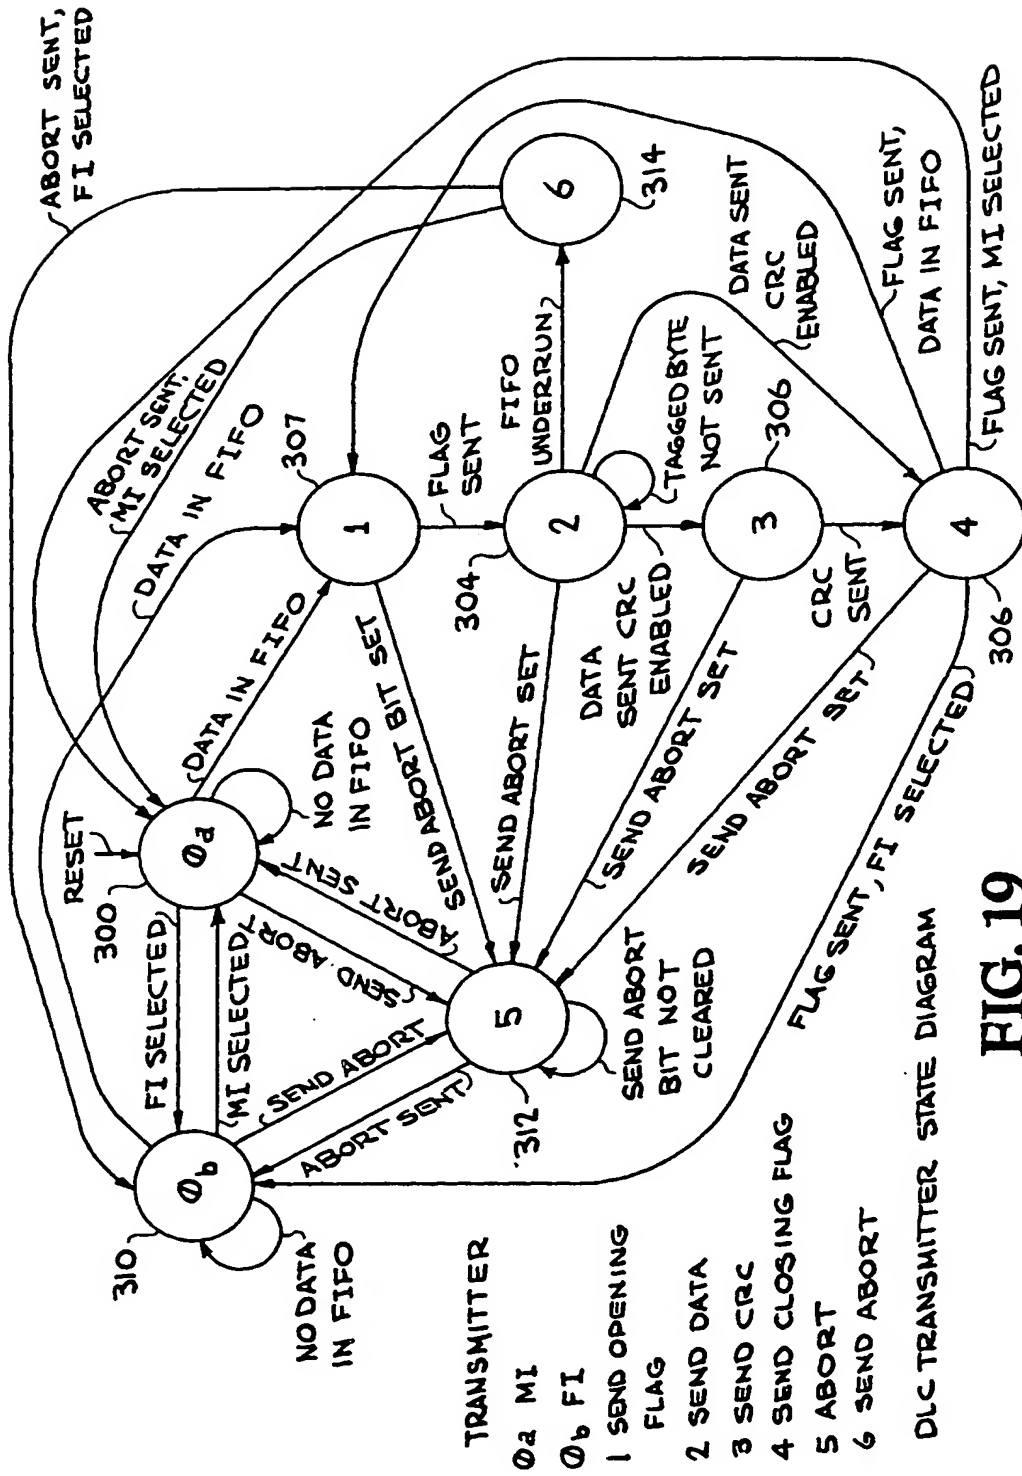 ABORT SENT,
FI SELECTED
ABORT SENT,
MI SELECTED
DATA IN FIFO
RESET
300
0a
DATA IN FIFO
NO DATA
IN FIFO
307
1
FLAG
SENT
FIFO
UNDERRUN
6
314
310
0b
FI SELECTED
MI SELECTED
NO DATA
IN FIFO
SEND ABORT
ABORT SENT
SEND ABORT
ABORT SENT
5
312
SEND ABORT
BIT NOT
CLEARED
SEND ABORT BIT SET
SEND ABORT SET
SEND ABORT SET
SEND ABORT SET
304
2
TAGGED BYTE
NOT SENT
DATA
SENT CRC
ENABLED
DATA SENT
CRC
ENABLED
3
306
CRC
SENT
4
306
FLAG SENT,
DATA IN FIFO
FLAG SENT, MI SELECTED
FLAG SENT, FI SELECTED
TRANSMITTER
0a MI
0b FI
1 SEND OPENING
FLAG
2 SEND DATA
3 SEND CRC
4 SEND CLOSING FLAG
5 ABORT
6 SEND ABORT
DLC TRANSMITTER STATE DIAGRAM
FIG. 19